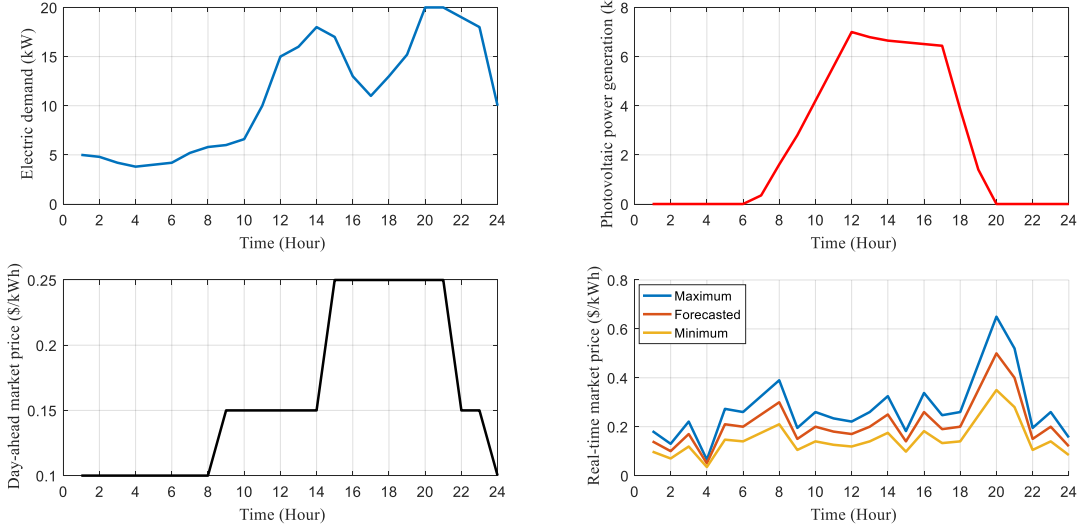 20
15
10
5
0
Electric demand (kW)
0 2 4 6 8 10 12 14 16 18 20 22 24
Time (Hour)
8
6
4
2
0
Photovoltaic power generation (k
0 2 4 6 8 10 12 14 16 18 20 22 24
Time (Hour)
0.25
0.2
0.15
0.1
Day-ahead market price ($/kWh)
0 2 4 6 8 10 12 14 16 18 20 22 24
Time (Hour)
0.8
0.6
0.4
0.2
0
Real-time market price ($/kWh)
Maximum
Forecasted
Minimum
0 2 4 6 8 10 12 14 16 18 20 22 24
Time (Hour)